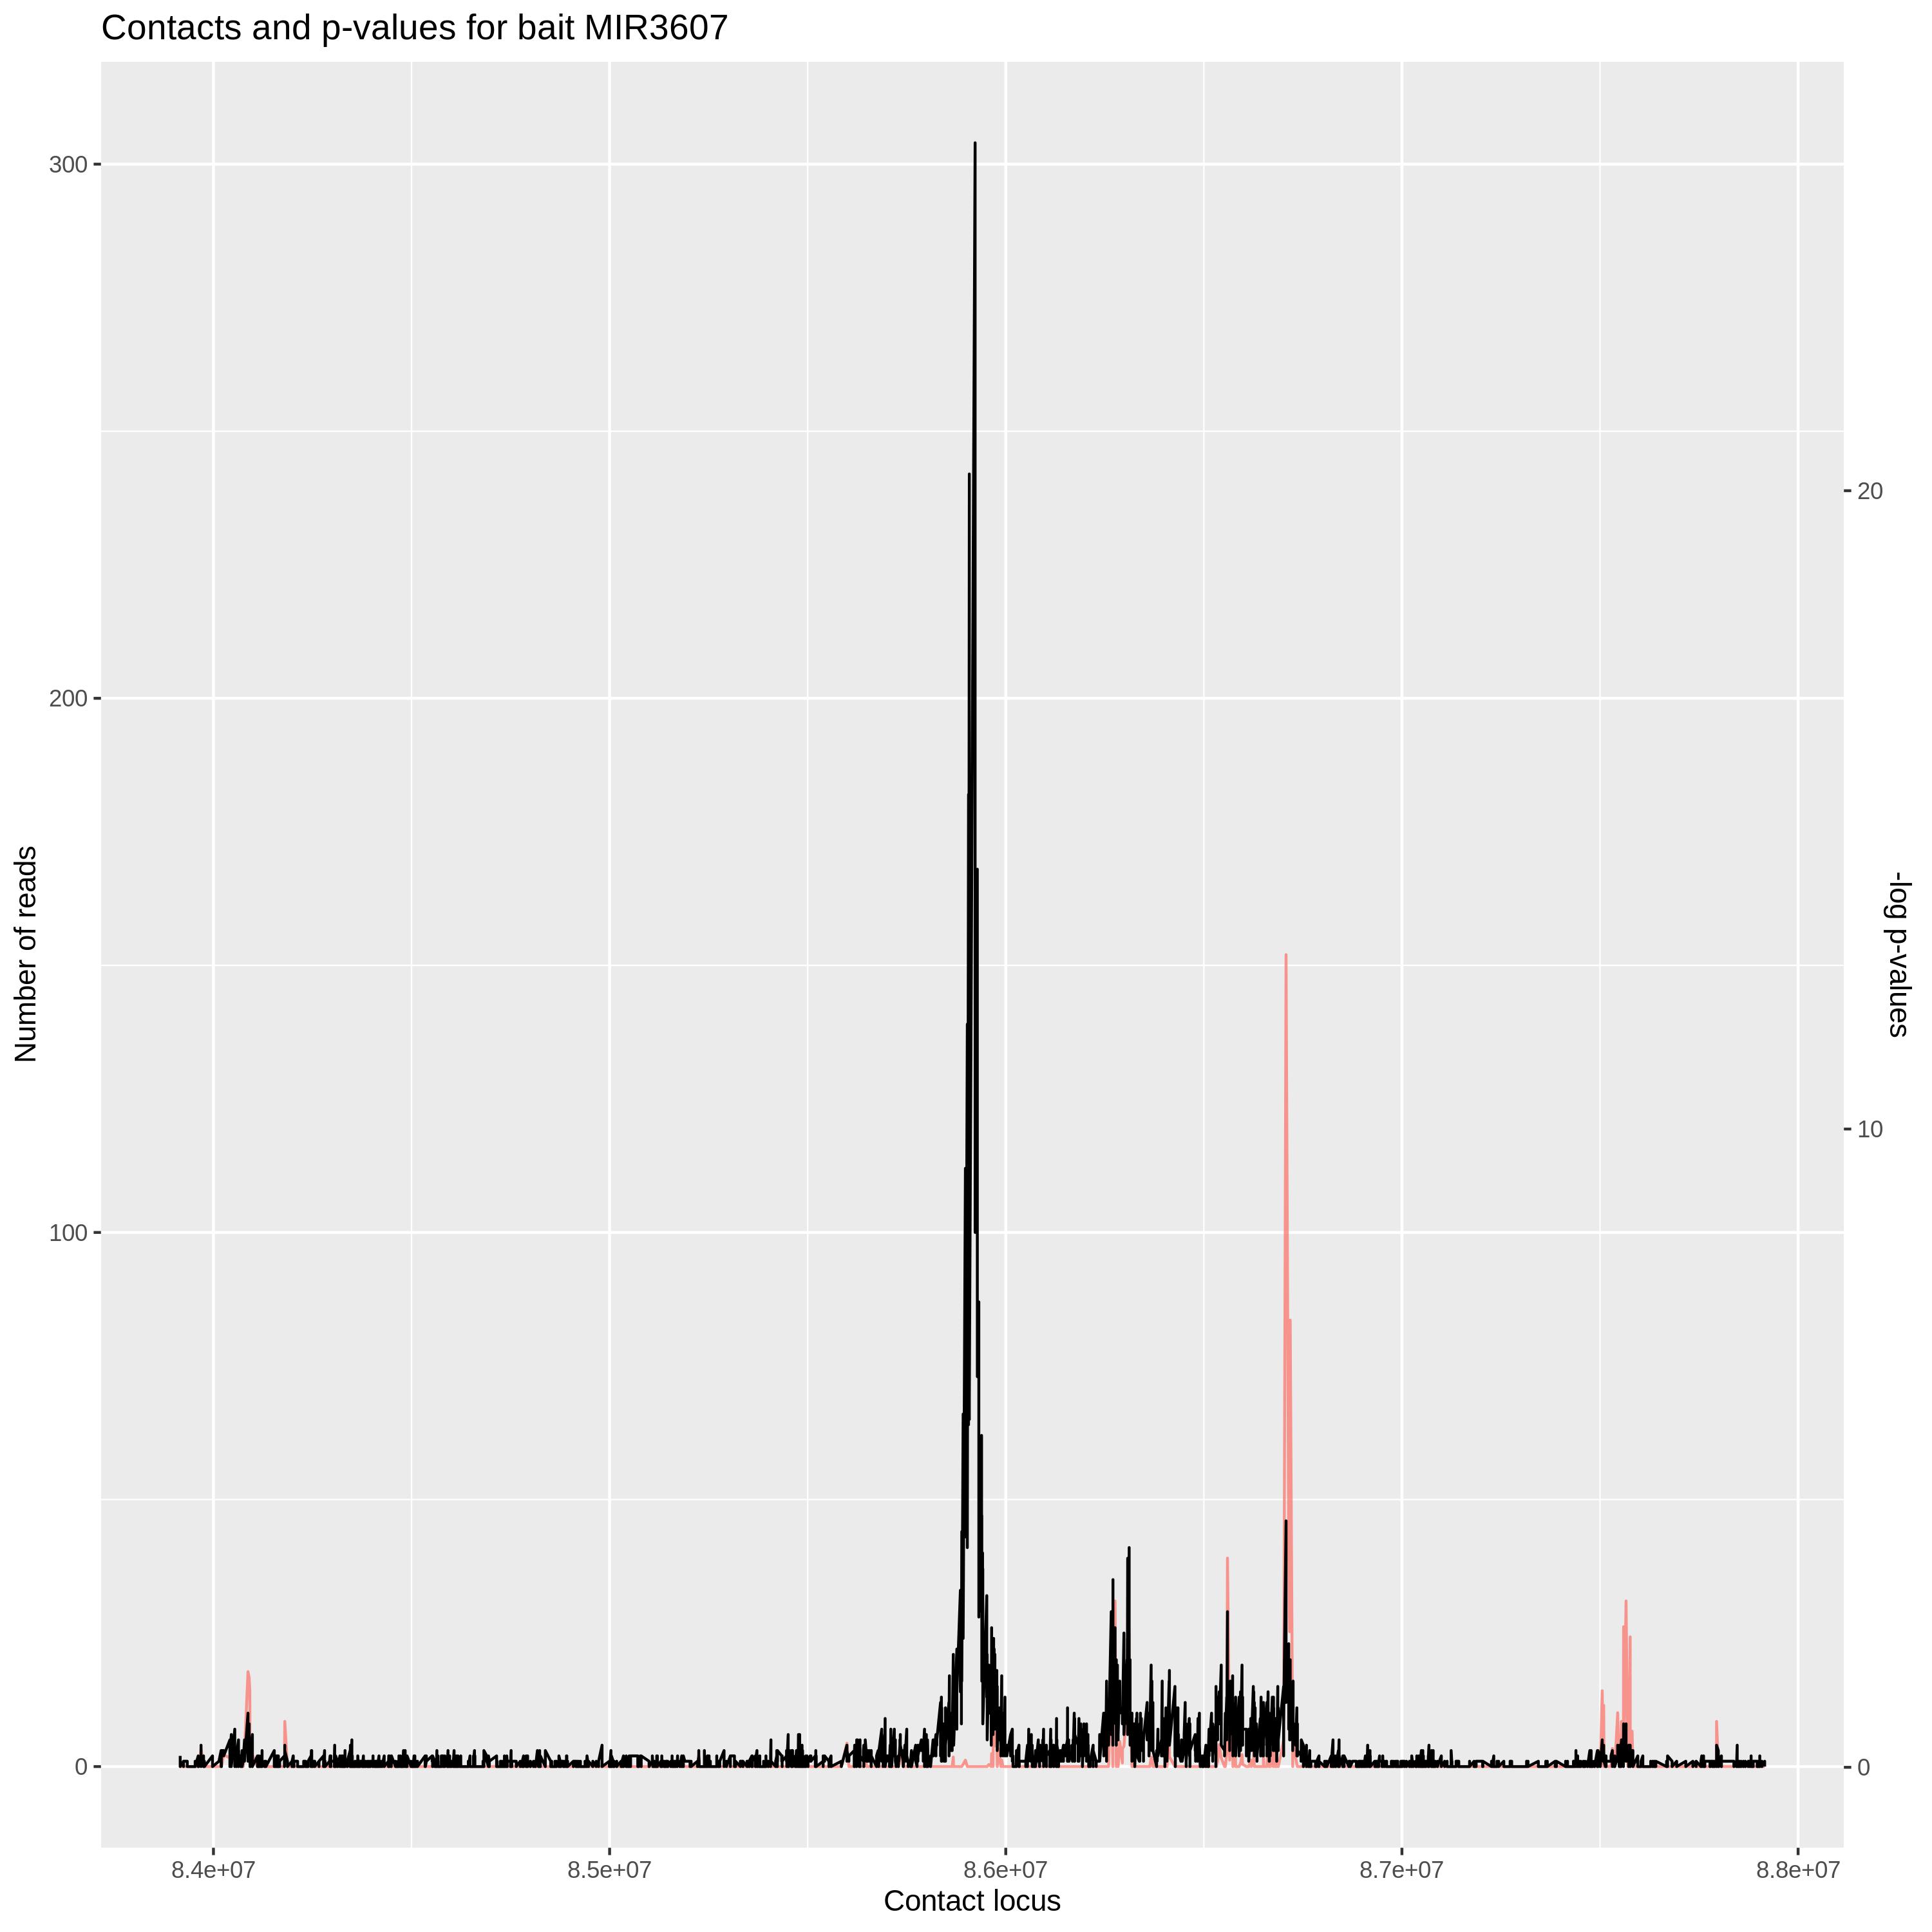 Contacts and p-values for bait MIR3607
300
200
100
0
Number of reads
20
10
0
-log p-values
8.4e+07 8.5e+07 8.6e+07 8.7e+07 8.8e+07
Contact locus